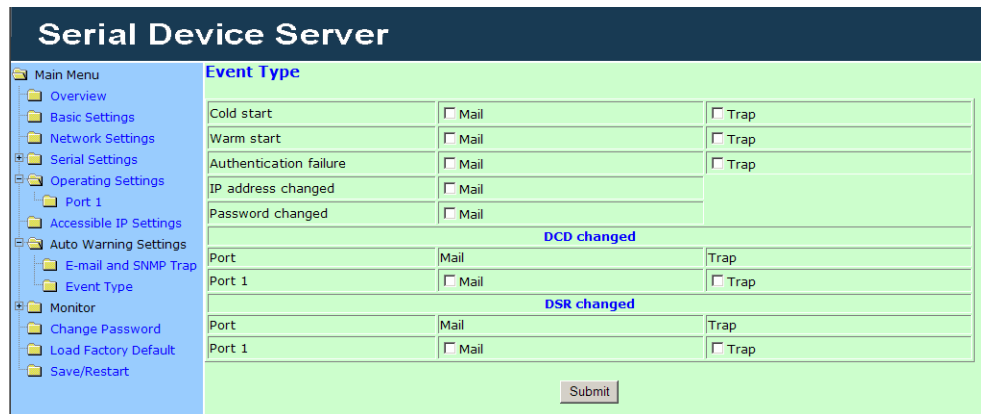 Serial Device Server
Main Menu
Overview
Basic Settings
Network Settings
Serial Settings
Operating Settings
Port 1
Accessible IP Settings
Auto Warning Settings
E-mail and SNMP Trap
Event Type
Monitor
Change Password
Load Factory Default
Save/Restart
Event Type
Cold start Mail Trap
Warm start Mail Trap
Authentication failure Mail Trap
IP address changed Mail
Password changed Mail
DCD changed
Port Mail Trap
Port 1 Mail Trap
DSR changed
Port Mail Trap
Port 1 Mail Trap
Submit